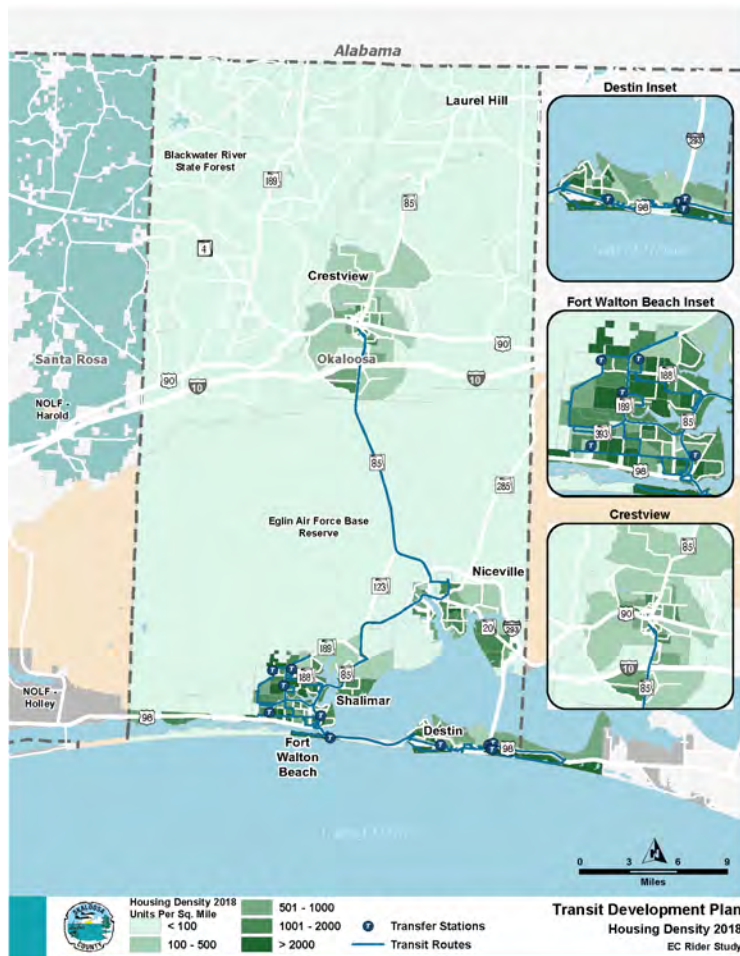 Alabama
Laurel Hill
Destin Inset
293
98
Blackwater River
State Forest
189
85
4
Crestview
Fort Walton Beach Inset
188
189
85
393
98
Santa Rosa
Okaloosa
90
90
10
10
NOLF -
Harold
85
285
Crestview
85
90
10
85
Eglin Air Force Base
Reserve
123
Niceville
20
293
189
188
85
NOLF -
Holley
Shalimar
98
Destin
98
Fort
Walton
Beach
0 3 6 9
Miles
N
OKALOOSA
COUNTY
Housing Density 2018
Units Per Sq. Mile
< 100
100 - 500
501 - 1000
1001 - 2000
> 2000
T Transfer Stations
Transit Routes
Transit Development Plan
Housing Density 2018
EC Rider Study